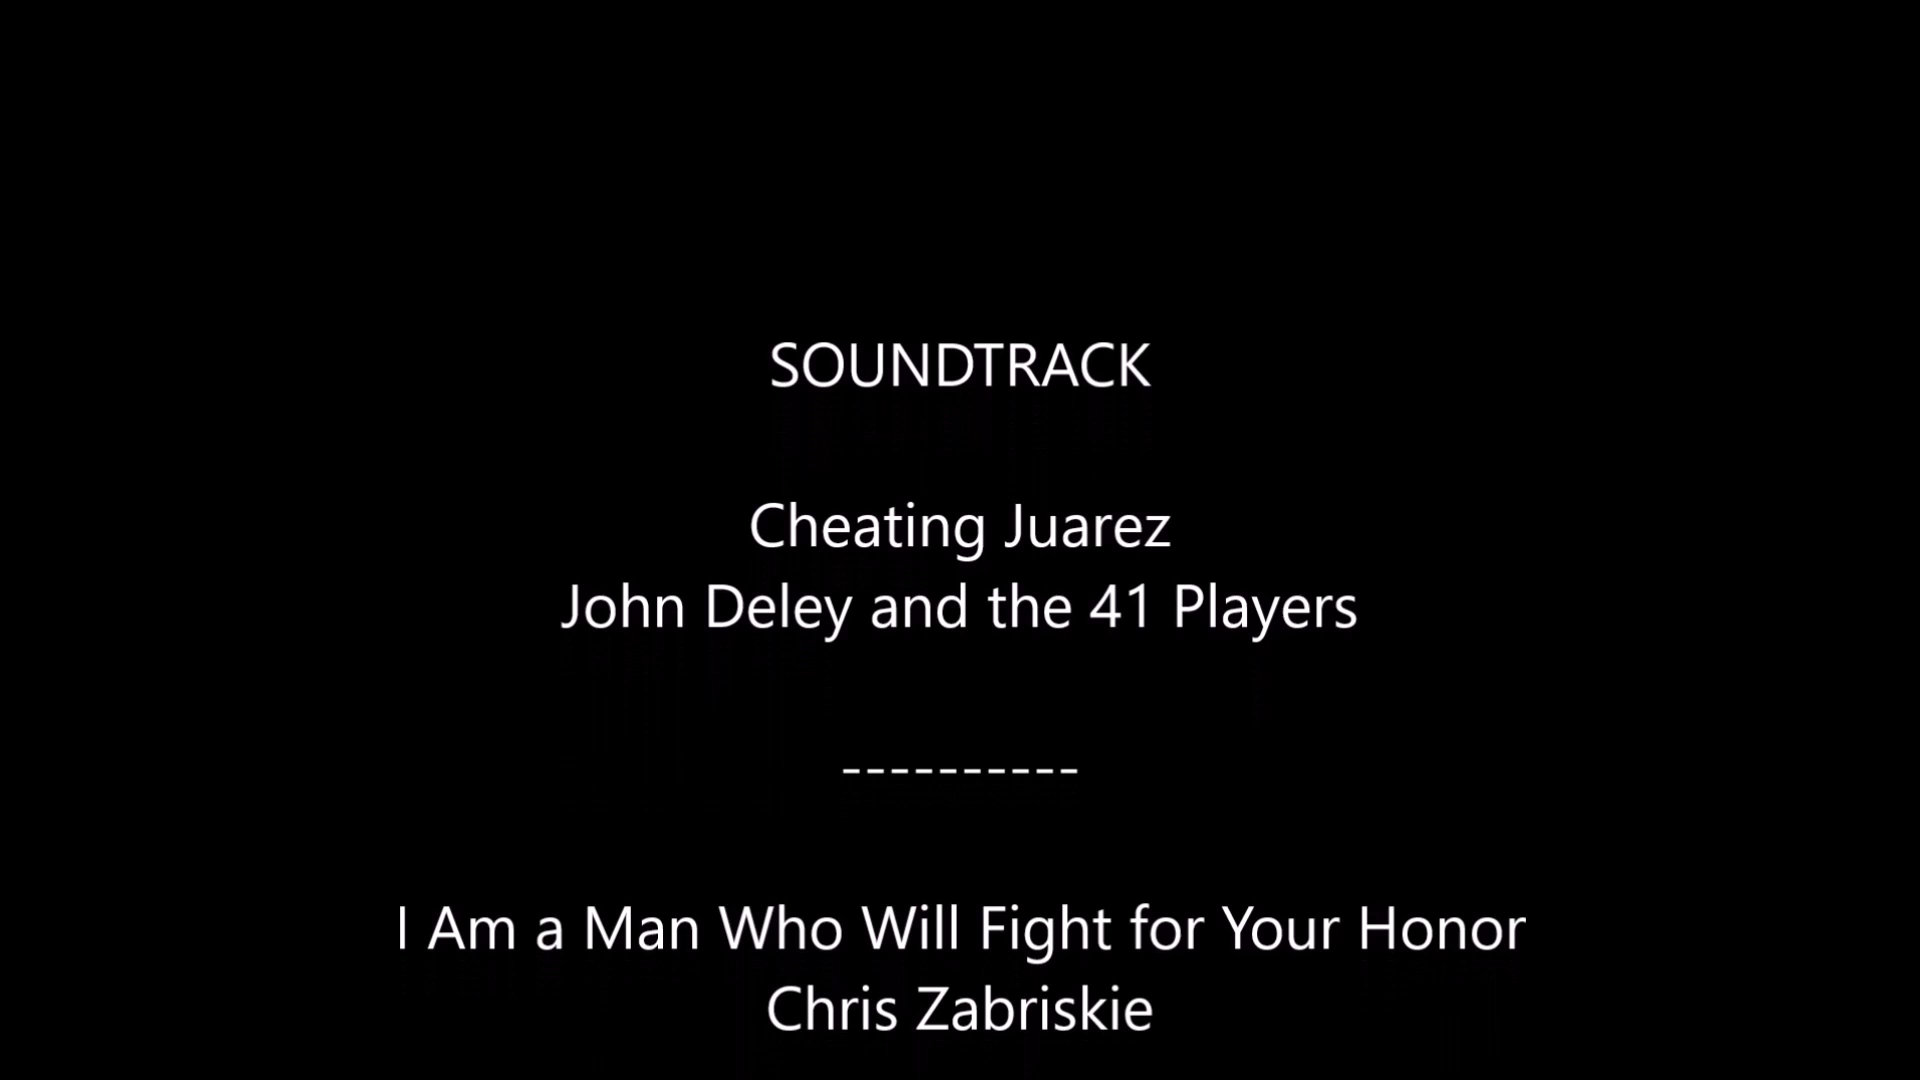 SOUNDTRACK
Cheating Juarez
John Deley and the 41 Players
----------
I Am a Man Who Will Fight for Your Honor
Chris Zabriskie